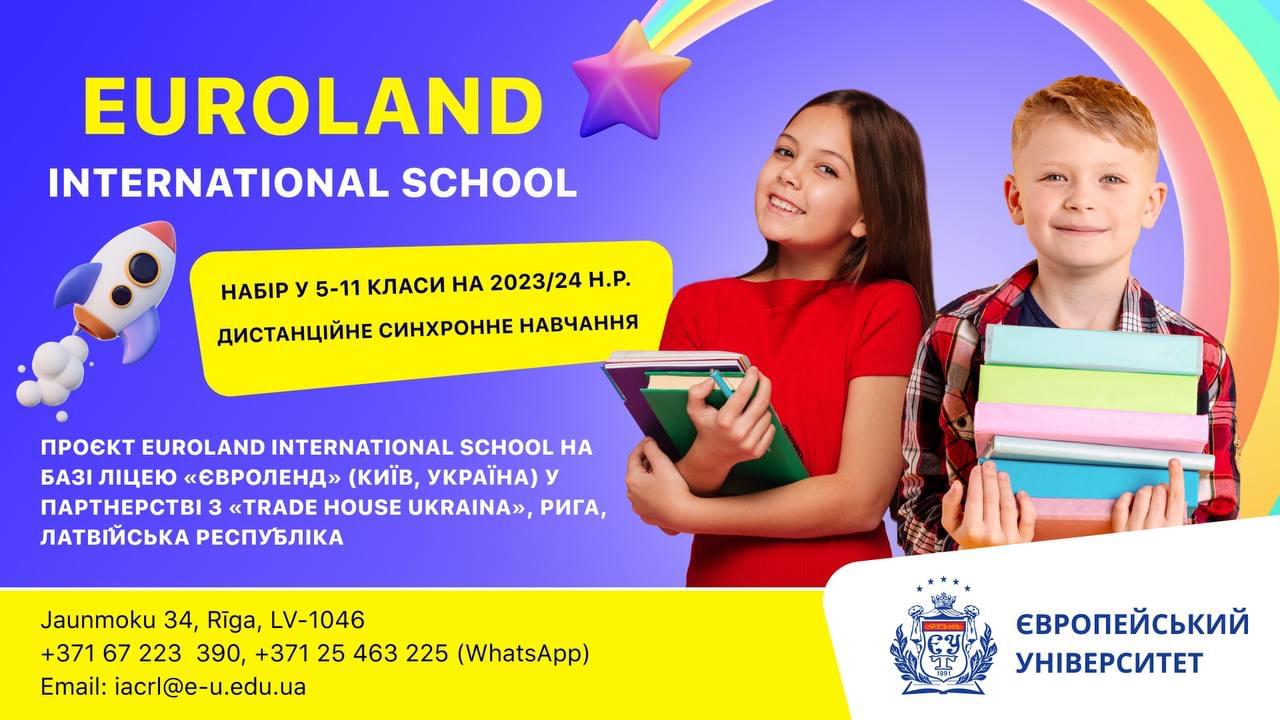 EUROLAND
INTERNATIONAL SCHOOL
НАБІР У 5-11 КЛАСИ НА 2023/24 Н.Р.
ДИСТАНЦІЙНЕ СИНХРОННЕ НАВЧАННЯ
ПРОЄКТ EUROLAND INTERNATIONAL SCHOOL НА
БАЗІ ЛІЦЕЮ «ЄВРОЛЕНД» (КИЇВ, УКРАЇНА) У
ПАРТНЕРСТВІ З «TRADE HOUSE UKRAINA», РИГА,
ЛАТВІЙСЬКА РЕСПУБЛІКА
Jaunmoku 34, Rīga, LV-1046
+371 67 223 390, +371 25 463 225 (WhatsApp)
Email: iacrl@e-u.edu.ua
ЄУТ
1991
ЄВРОПЕЙСЬКИЙ
УНІВЕРСИТЕТ